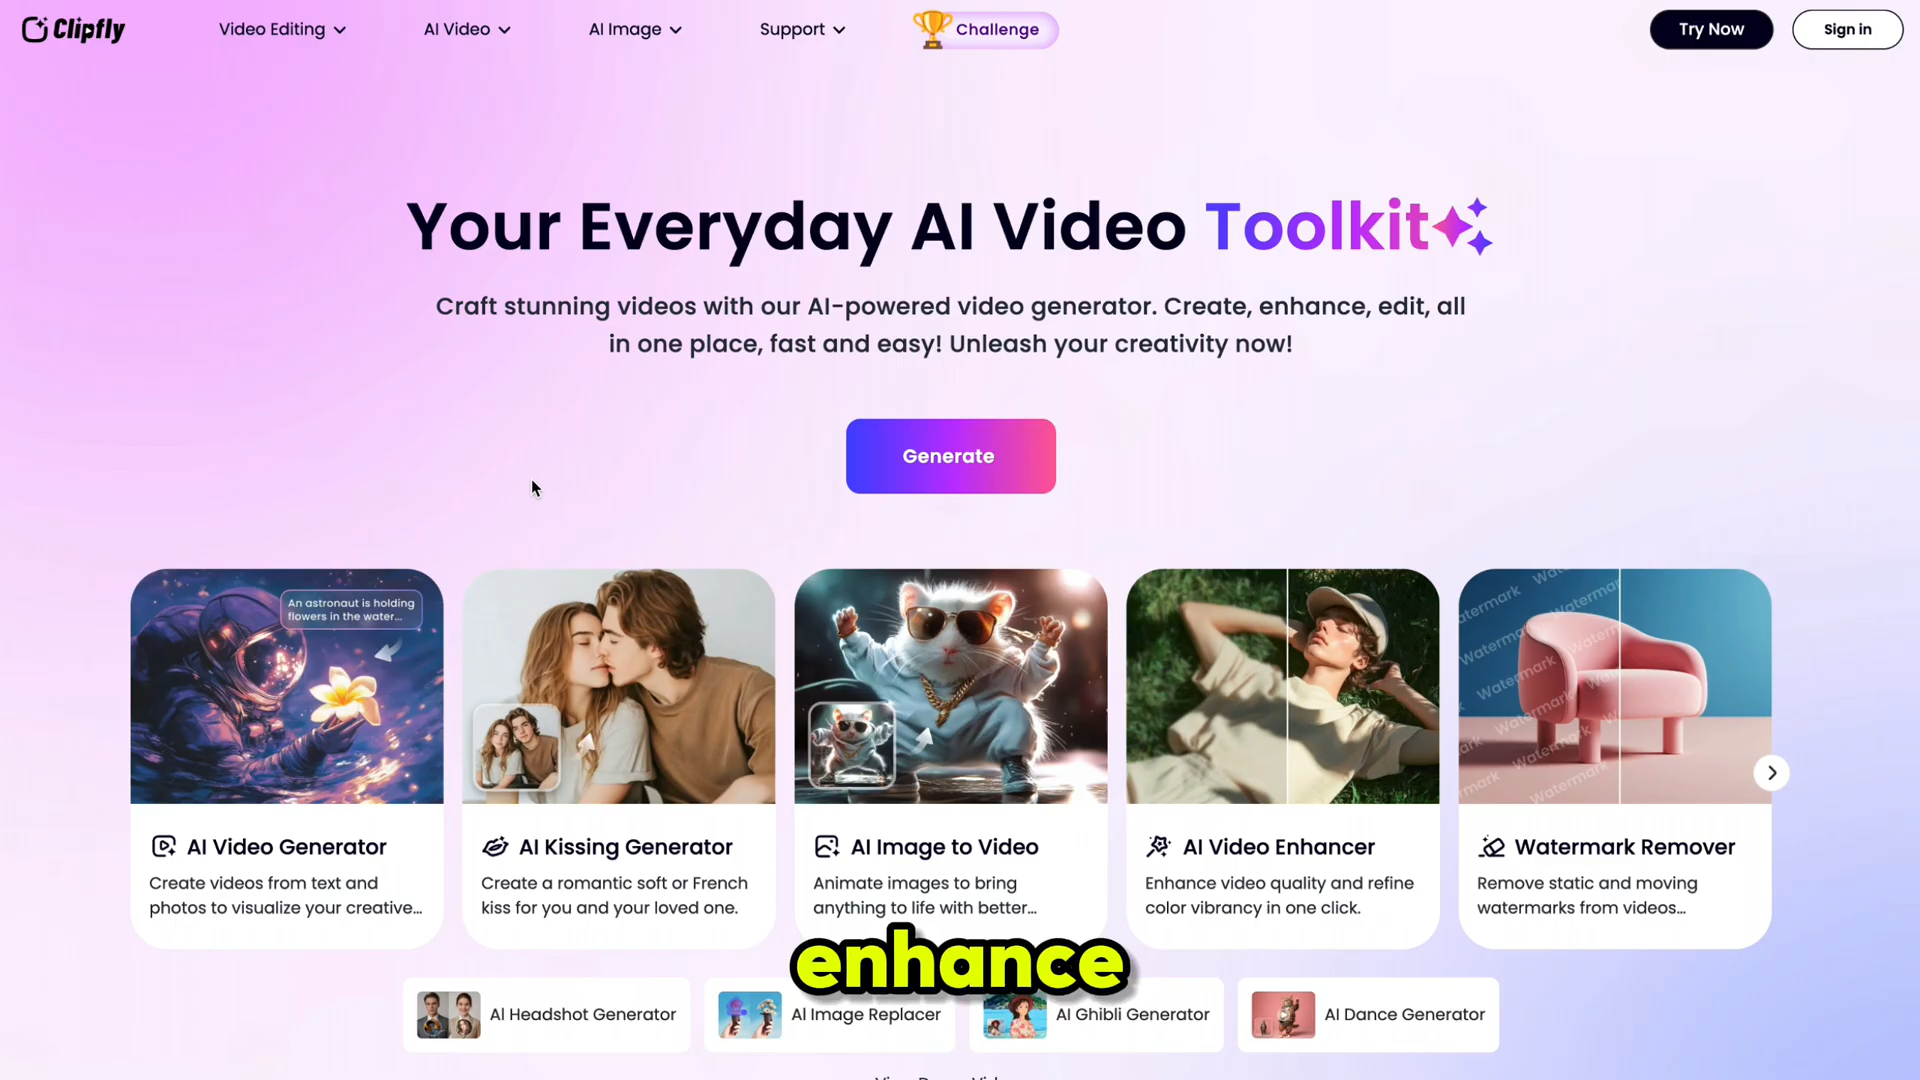 Clipfly
Video Editing
AI Video
AI Image
Support
Challenge
Try Now
Sign in
Your Everyday AI Video Toolkit
Craft stunning videos with our AI-powered video generator. Create, enhance, edit, all
in one place, fast and easy! Unleash your creativity now!
Generate
An astronaut is holding
flowers in the water...
Watermark
Watermark
Watermark
Watermark
Watermark
Watermark
AI Video Generator
Create videos from text and
photos to visualize your creative...
AI Kissing Generator
Create a romantic soft or French
kiss for you and your loved one.
AI Image to Video
Animate images to bring
anything to life with better...
AI Video Enhancer
Enhance video quality and refine
color vibrancy in one click.
Watermark Remover
Remove static and moving
watermarks from videos...
enhance
AI Headshot Generator
AI Image Replacer
AI Ghibli Generator
AI Dance Generator